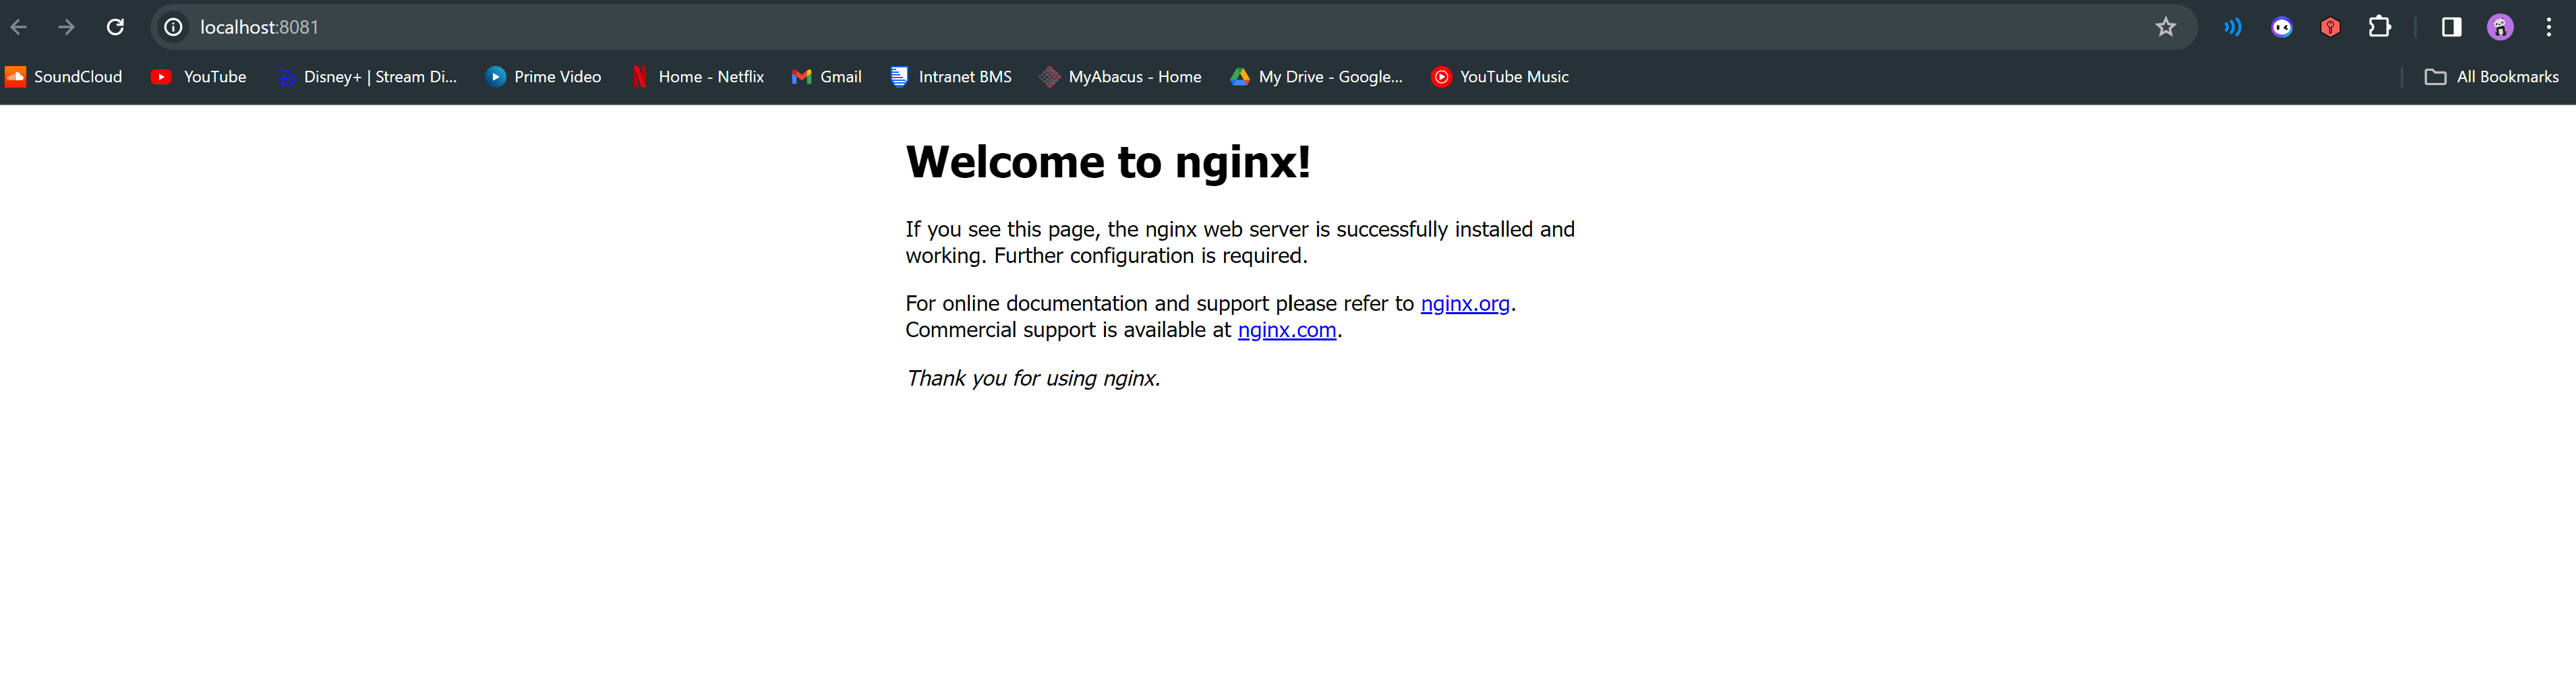 localhost:8081
SoundCloud YouTube Disney+ | Stream Di... Prime Video Home - Netflix Gmail Intranet BMS MyAbacus - Home My Drive - Google... YouTube Music All Bookmarks
Welcome to nginx!
If you see this page, the nginx web server is successfully installed and
working. Further configuration is required.
For online documentation and support please refer to nginx.org.
Commercial support is available at nginx.com.
Thank you for using nginx.